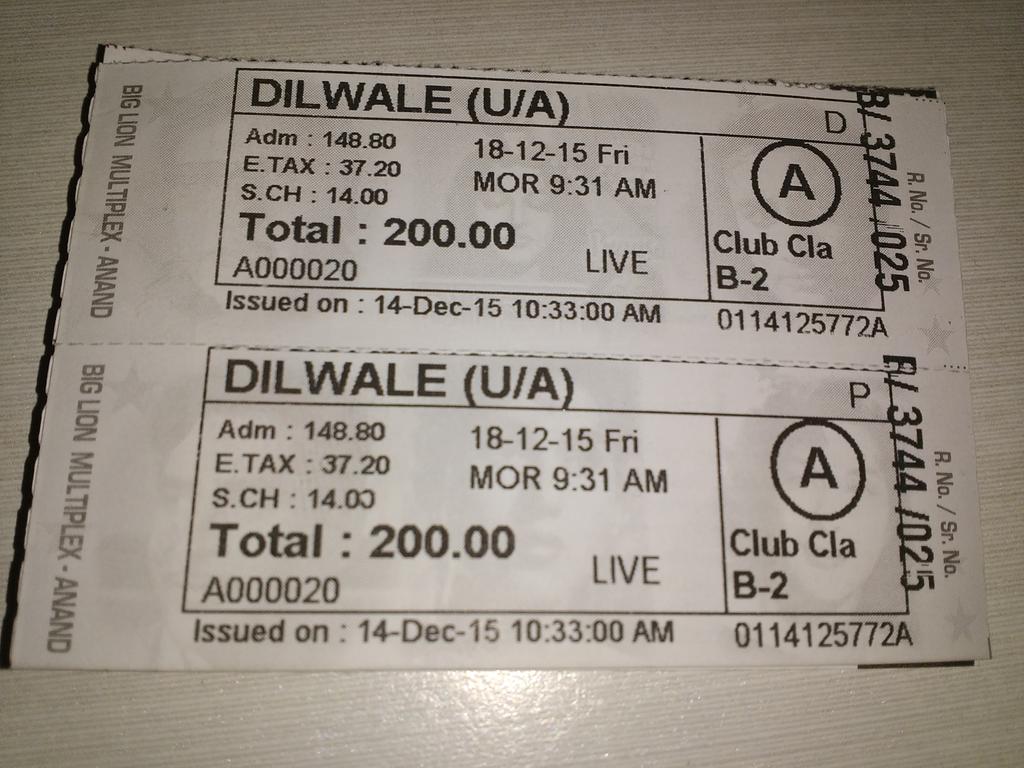 BIG LION MULTIPLEX - ANAND
DILWALE (U/A)
D
Adm : 148.80
E.TAX : 37.20
S.CH : 14.00
Total : 200.00
A000020
18-12-15 Fri
MOR 9:31 AM
LIVE
A
Club Cla
B-2
Issued on : 14-Dec-15 10:33:00 AM
0114125772A
B/ 3744 /025
R. No. / Sr. No.
BIG LION MULTIPLEX - ANAND
DILWALE (U/A)
P
Adm : 148.80
E.TAX : 37.20
S.CH : 14.00
Total : 200.00
A000020
18-12-15 Fri
MOR 9:31 AM
LIVE
A
Club Cla
B-2
Issued on : 14-Dec-15 10:33:00 AM
0114125772A
B/ 3744 /025
R. No. / Sr. No.